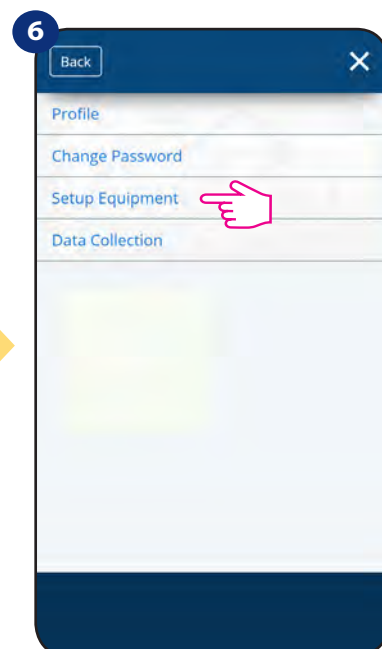 6
Back
Profile
Change Password
Setup Equipment
Data Collection